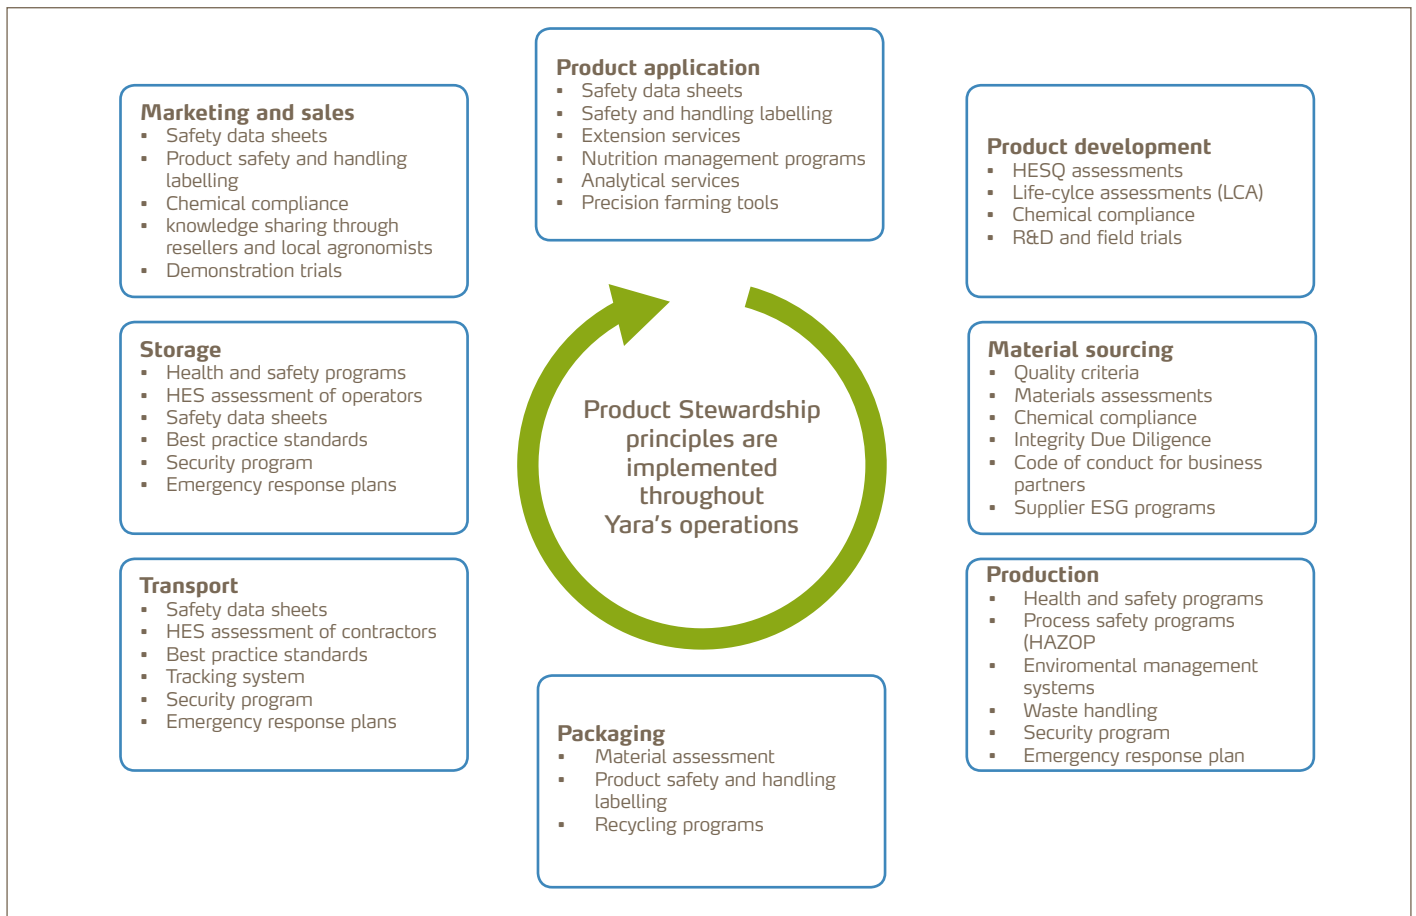 Product application
▪ Safety data sheets
▪ Safety and handling labelling
▪ Extension services
▪ Nutrition management programs
▪ Analytical services
▪ Precision farming tools
Marketing and sales
▪ Safety data sheets
▪ Product safety and handling
labelling
▪ Chemical compliance
▪ knowledge sharing through
resellers and local agronomists
▪ Demonstration trials
Product development
▪ HESQ assessments
▪ Life-cylce assessments (LCA)
▪ Chemical compliance
▪ R&D and field trials
Storage
▪ Health and safety programs
▪ HES assessment of operators
▪ Safety data sheets
▪ Best practice standards
▪ Security program
▪ Emergency response plans
Product Stewardship
principles are
implemented
throughout
Yara's operations
Material sourcing
▪ Quality criteria
▪ Materials assessments
▪ Chemical compliance
▪ Integrity Due Diligence
▪ Code of conduct for business
partners
▪ Supplier ESG programs
Transport
▪ Safety data sheets
▪ HES assessment of contractors
▪ Best practice standards
▪ Tracking system
▪ Security program
▪ Emergency response plans
Production
▪ Health and safety programs
▪ Process safety programs
(HAZOP
▪ Enviromental management
systems
▪ Waste handling
▪ Security program
▪ Emergency response plan
Packaging
▪ Material assessment
▪ Product safety and handling
labelling
▪ Recycling programs